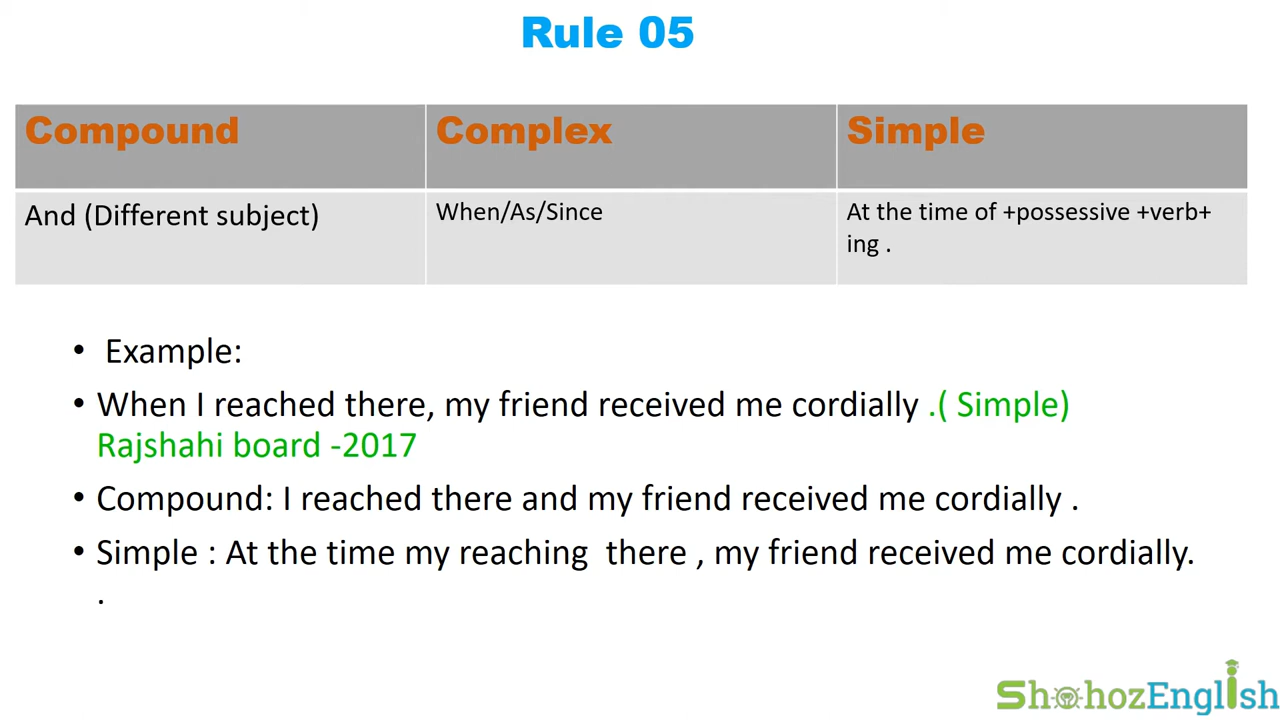 Rule 05
Compound
Complex
Simple
And (Different subject)
When/As/Since
At the time of +possessive +verb+
ing .
• Example:
• When I reached there, my friend received me cordially .( Simple)
Rajshahi board -2017
• Compound: I reached there and my friend received me cordially .
• Simple : At the time my reaching there , my friend received me cordially.
.
ShohozEnglish